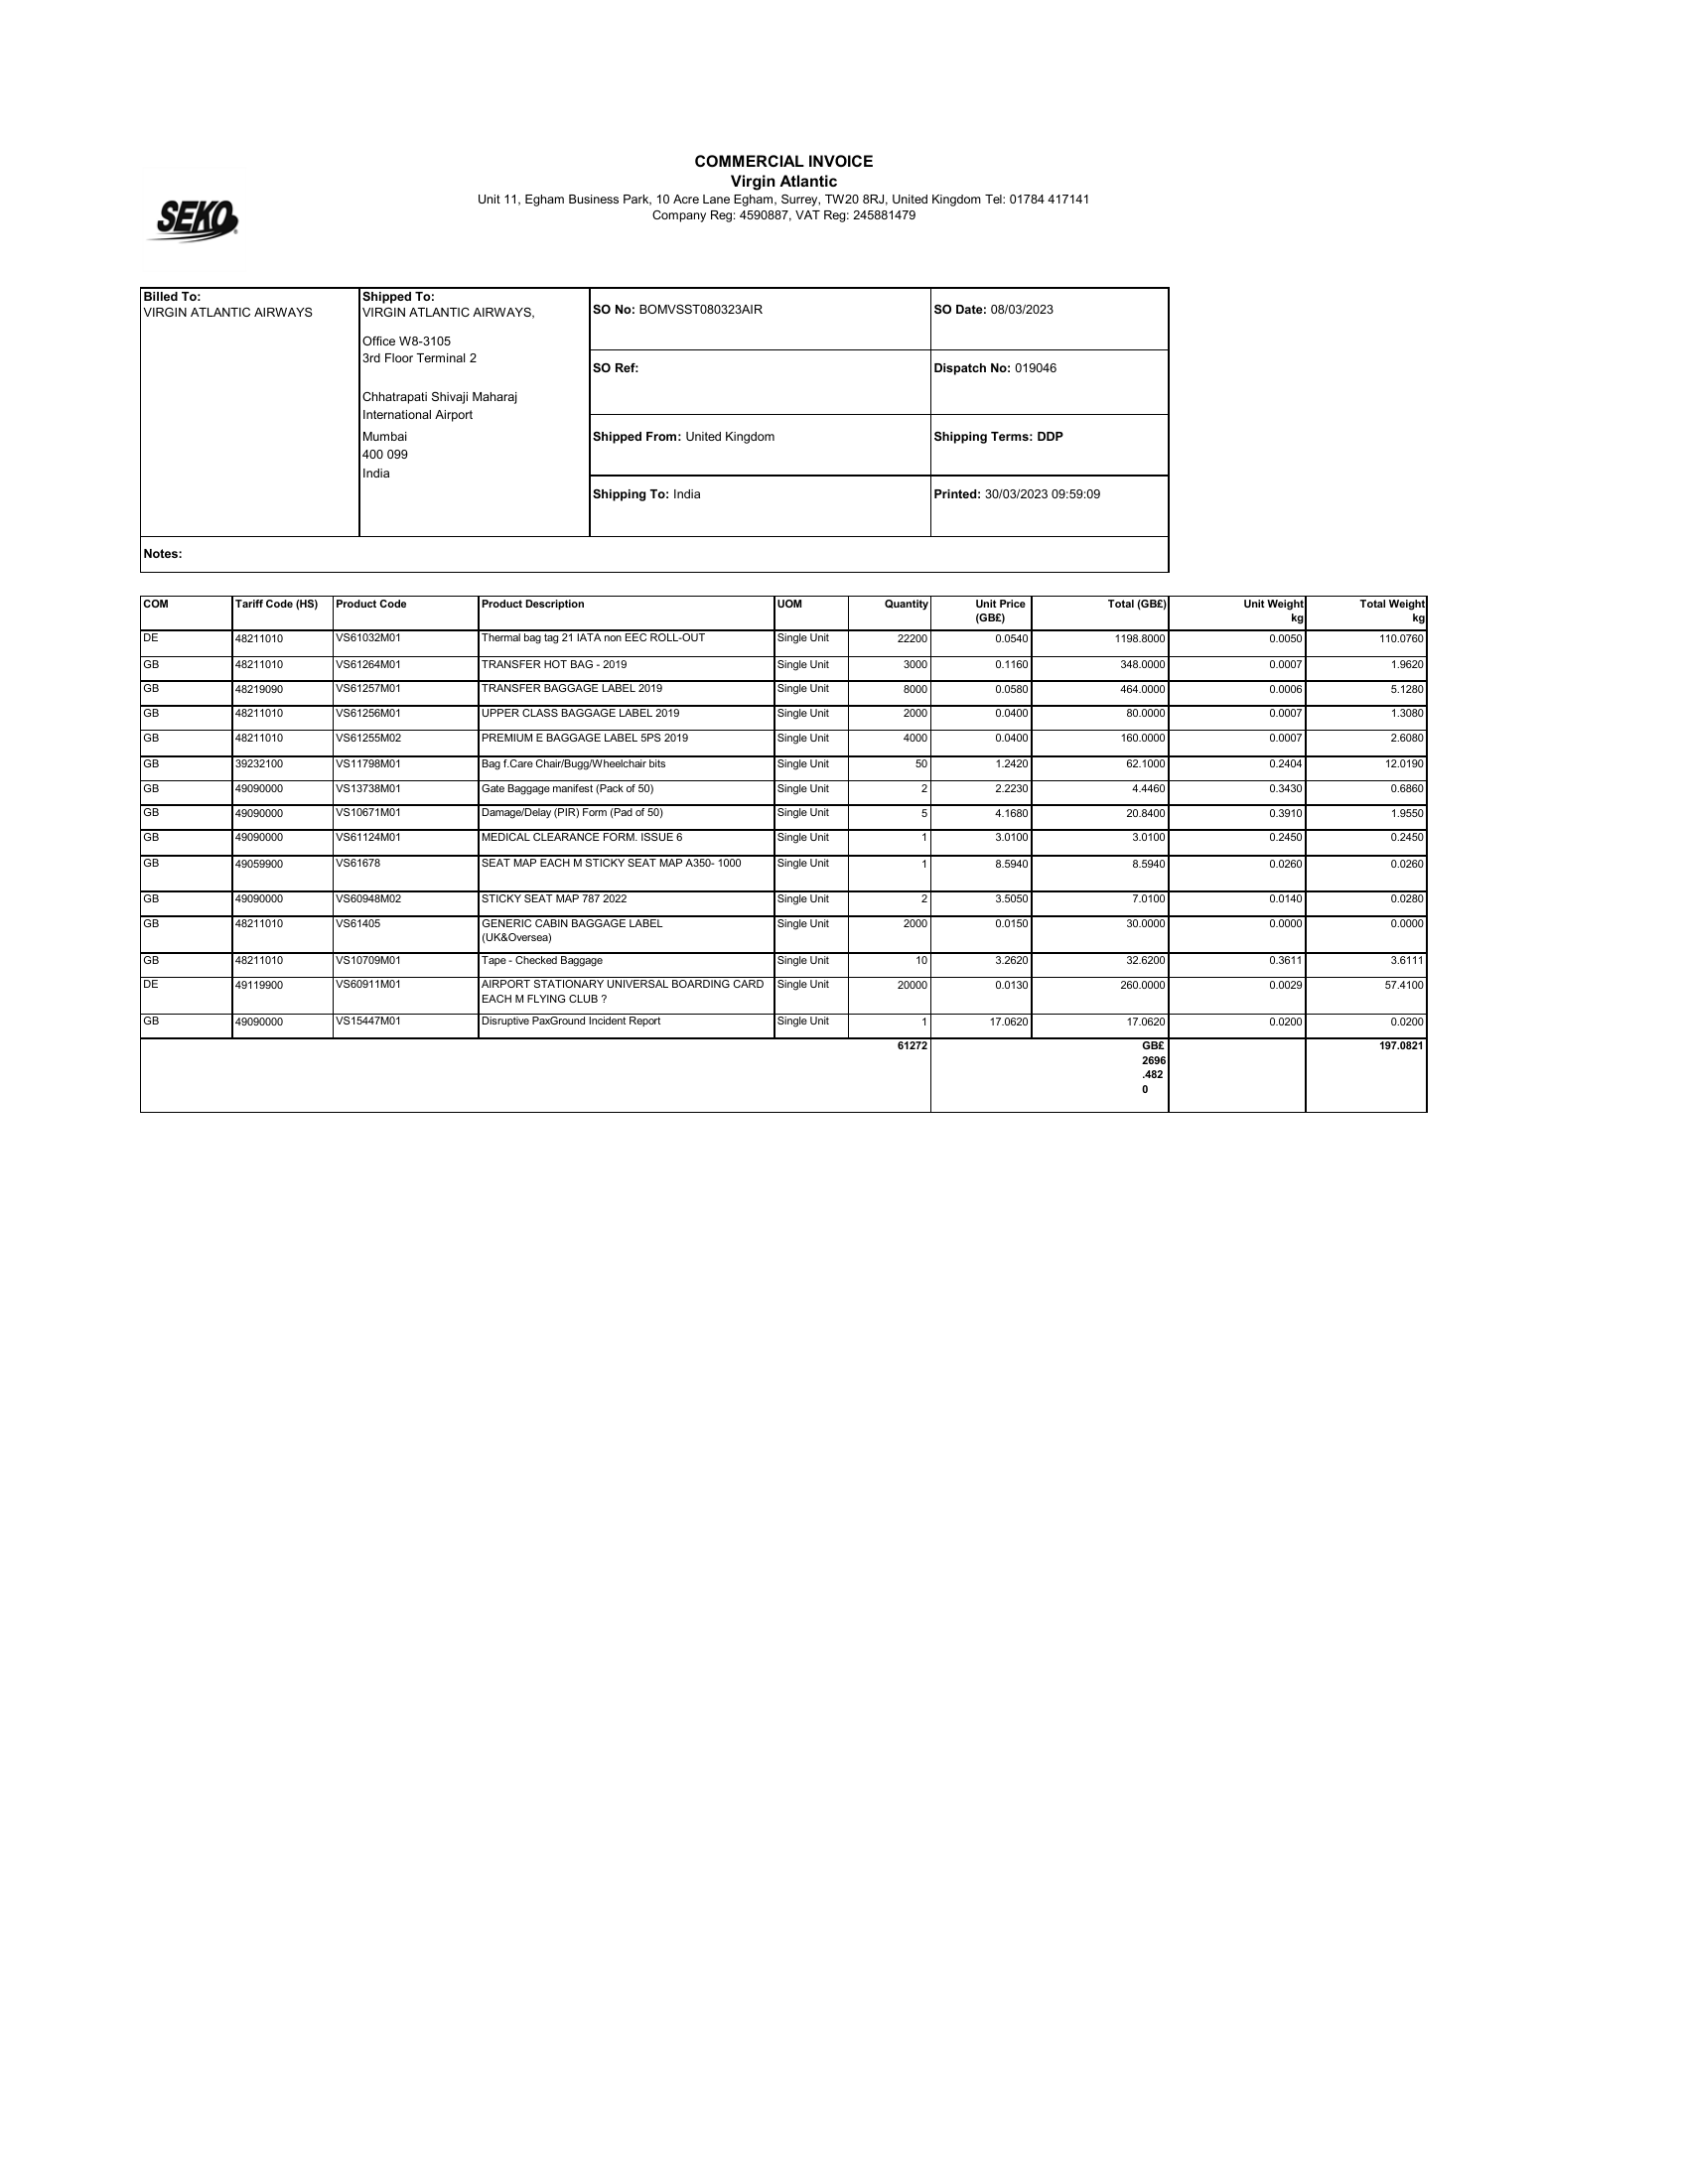 COMMERCIAL INVOICE
Virgin Atlantic
Unit 11, Egham Business Park, 10 Acre Lane Egham, Surrey, TW20 8RJ, United Kingdom Tel: 01784 417141
Company Reg: 4590887, VAT Reg: 245881479
SEKO
Billed To:
VIRGIN ATLANTIC AIRWAYS
Shipped To:
VIRGIN ATLANTIC AIRWAYS,
Office W8-3105
3rd Floor Terminal 2
Chhatrapati Shivaji Maharaj
International Airport
Mumbai
400 099
India
SO No: BOMVSST080323AIR
SO Date: 08/03/2023
SO Ref:
Dispatch No: 019046
Shipped From: United Kingdom
Shipping Terms: DDP
Shipping To: India
Printed: 30/03/2023 09:59:09
Notes:
COM Tariff Code (HS) Product Code Product Description UOM Quantity Unit Price (GB£) Total (GB£) Unit Weight kg Total Weight kg
DE 48211010 VS61032M01 Thermal bag tag 21 IATA non EEC ROLL-OUT Single Unit 22200 0.0540 1198.8000 0.0050 110.0760
GB 48211010 VS61264M01 TRANSFER HOT BAG - 2019 Single Unit 3000 0.1160 348.0000 0.0007 1.9620
GB 48219090 VS61257M01 TRANSFER BAGGAGE LABEL 2019 Single Unit 8000 0.0580 464.0000 0.0006 5.1280
GB 48211010 VS61256M01 UPPER CLASS BAGGAGE LABEL 2019 Single Unit 2000 0.0400 80.0000 0.0007 1.3080
GB 48211010 VS61255M02 PREMIUM E BAGGAGE LABEL 5PS 2019 Single Unit 4000 0.0400 160.0000 0.0007 2.6080
GB 39232100 VS11798M01 Bag f.Care Chair/Bugg/Wheelchair bits Single Unit 50 1.2420 62.1000 0.2404 12.0190
GB 49090000 VS13738M01 Gate Baggage manifest (Pack of 50) Single Unit 2 2.2230 4.4460 0.3430 0.6860
GB 49090000 VS10671M01 Damage/Delay (PIR) Form (Pad of 50) Single Unit 5 4.1680 20.8400 0.3910 1.9550
GB 49090000 VS61124M01 MEDICAL CLEARANCE FORM. ISSUE 6 Single Unit 1 3.0100 3.0100 0.2450 0.2450
GB 49059900 VS61678 SEAT MAP EACH M STICKY SEAT MAP A350- 1000 Single Unit 1 8.5940 8.5940 0.0260 0.0260
GB 49090000 VS60948M02 STICKY SEAT MAP 787 2022 Single Unit 2 3.5050 7.0100 0.0140 0.0280
GB 48211010 VS61405 GENERIC CABIN BAGGAGE LABEL Single Unit 2000 0.0150 30.0000 0.0000 0.0000
(UK&Oversea)
GB 48211010 VS10709M01 Tape - Checked Baggage Single Unit 10 3.2620 32.6200 0.3611 3.6111
DE 49119900 VS60911M01 AIRPORT STATIONARY UNIVERSAL BOARDING CARD Single Unit 20000 0.0130 260.0000 0.0029 57.4100
EACH M FLYING CLUB ?
GB 49090000 VS15447M01 Disruptive PaxGround Incident Report Single Unit 1 17.0620 17.0620 0.0200 0.0200
61272 GB£ 197.0821
2696
.482
0